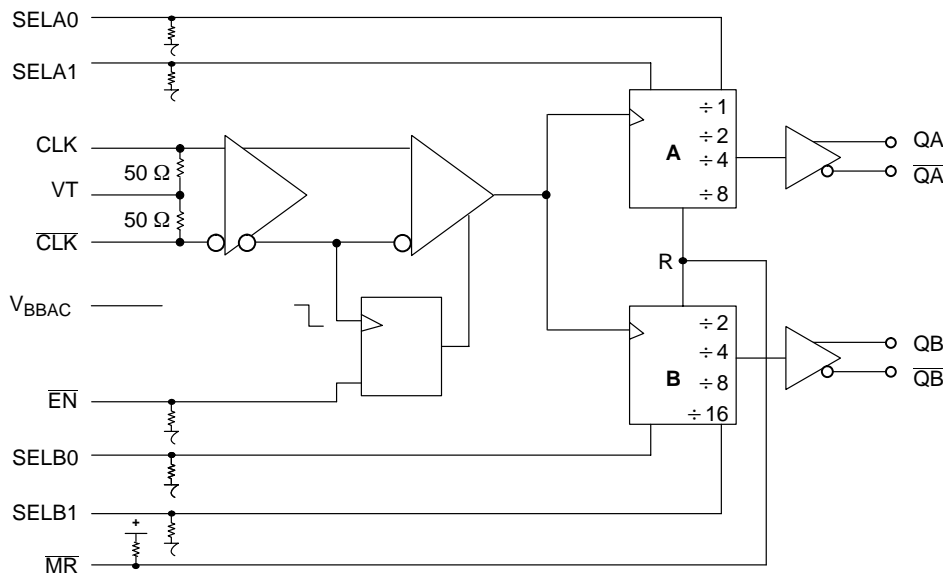 SELA0
SELA1
CLK
50 Ω
VT
50 Ω
CLK
V_BBAC
EN
SELB0
SELB1
+
MR
A
÷1
÷2
÷4
÷8
R
B
÷2
÷4
÷8
÷16
QA
QA
QB
QB